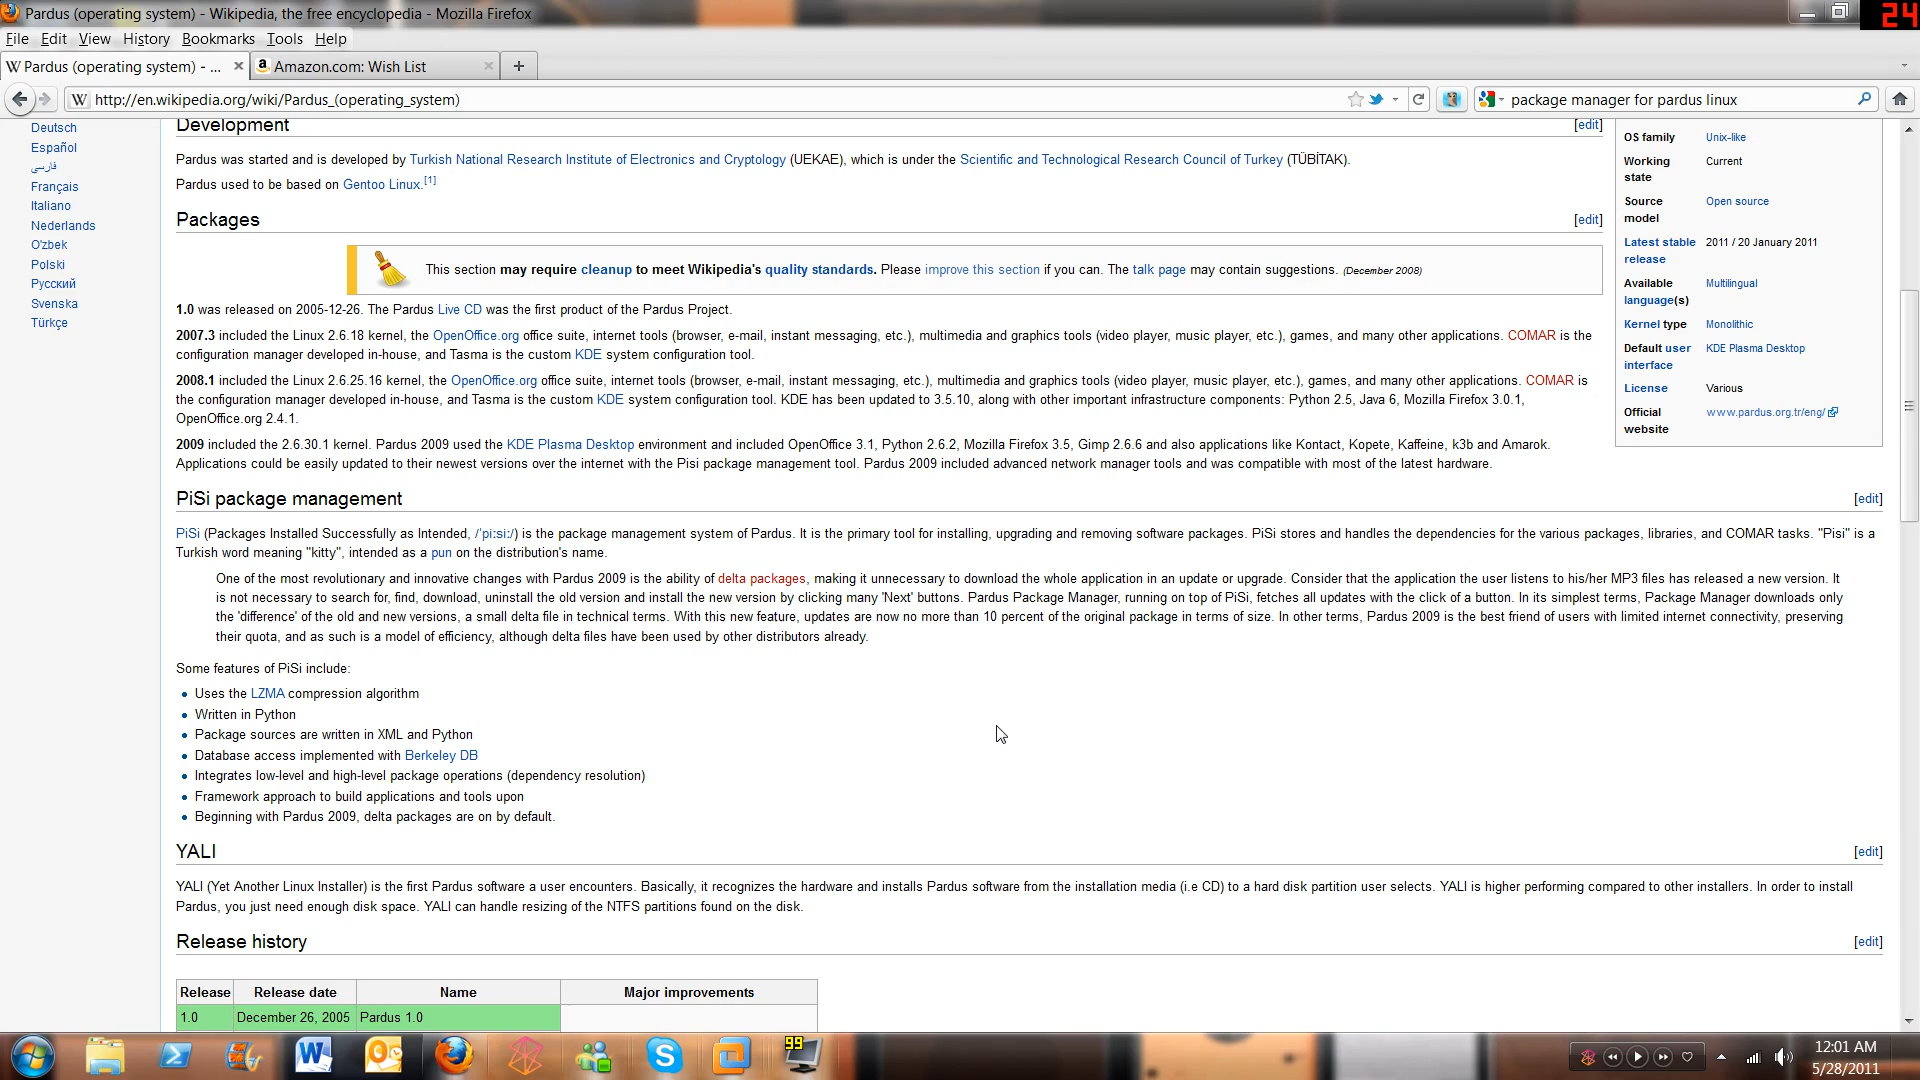 Pardus (operating system) - Wikipedia, the free encyclopedia - Mozilla Firefox
24
File Edit View History Bookmarks Tools Help
W Pardus (operating system) - ... Amazon.com: Wish List
W http://en.wikipedia.org/wiki/Pardus_(operating_system) package manager for pardus linux
Deutsch
Español
فارسی
Français
Italiano
Nederlands
O'zbek
Polski
Русский
Svenska
Türkçe
Development [edit]
Pardus was started and is developed by Turkish National Research Institute of Electronics and Cryptology (UEKAE), which is under the Scientific and Technological Research Council of Turkey (TÜBİTAK).
Pardus used to be based on Gentoo Linux.[1]
Packages [edit]
This section may require cleanup to meet Wikipedia's quality standards. Please improve this section if you can. The talk page may contain suggestions. (December 2008)
1.0 was released on 2005-12-26. The Pardus Live CD was the first product of the Pardus Project.
2007.3 included the Linux 2.6.18 kernel, the OpenOffice.org office suite, internet tools (browser, e-mail, instant messaging, etc.), multimedia and graphics tools (video player, music player, etc.), games, and many other applications. COMAR is the
configuration manager developed in-house, and Tasma is the custom KDE system configuration tool.
2008.1 included the Linux 2.6.25.16 kernel, the OpenOffice.org office suite, internet tools (browser, e-mail, instant messaging, etc.), multimedia and graphics tools (video player, music player, etc.), games, and many other applications. COMAR is
the configuration manager developed in-house, and Tasma is the custom KDE system configuration tool. KDE has been updated to 3.5.10, along with other important infrastructure components: Python 2.5, Java 6, Mozilla Firefox 3.0.1,
OpenOffice.org 2.4.1.
2009 included the 2.6.30.1 kernel. Pardus 2009 used the KDE Plasma Desktop environment and included OpenOffice 3.1, Python 2.6.2, Mozilla Firefox 3.5, Gimp 2.6.6 and also applications like Kontact, Kopete, Kaffeine, k3b and Amarok.
Applications could be easily updated to their newest versions over the internet with the Pisi package management tool. Pardus 2009 included advanced network manager tools and was compatible with most of the latest hardware.
OS family Unix-like
Working state Current
Source model Open source
Latest stable release 2011 / 20 January 2011
Available language(s) Multilingual
Kernel type Monolithic
Default user interface KDE Plasma Desktop
License Various
Official website www.pardus.org.tr/eng/
PiSi package management [edit]
PiSi (Packages Installed Successfully as Intended, /ˈpiːsiː/) is the package management system of Pardus. It is the primary tool for installing, upgrading and removing software packages. PiSi stores and handles the dependencies for the various packages, libraries, and COMAR tasks. "Pisi" is a
Turkish word meaning "kitty", intended as a pun on the distribution's name.
One of the most revolutionary and innovative changes with Pardus 2009 is the ability of delta packages, making it unnecessary to download the whole application in an update or upgrade. Consider that the application the user listens to his/her MP3 files has released a new version. It
is not necessary to search for, find, download, uninstall the old version and install the new version by clicking many 'Next' buttons. Pardus Package Manager, running on top of PiSi, fetches all updates with the click of a button. In its simplest terms, Package Manager downloads only
the 'difference' of the old and new versions, a small delta file in technical terms. With this new feature, updates are now no more than 10 percent of the original package in terms of size. In other terms, Pardus 2009 is the best friend of users with limited internet connectivity, preserving
their quota, and as such is a model of efficiency, although delta files have been used by other distributors already.
Some features of PiSi include:
Uses the LZMA compression algorithm
Written in Python
Package sources are written in XML and Python
Database access implemented with Berkeley DB
Integrates low-level and high-level package operations (dependency resolution)
Framework approach to build applications and tools upon
Beginning with Pardus 2009, delta packages are on by default.
YALI [edit]
YALI (Yet Another Linux Installer) is the first Pardus software a user encounters. Basically, it recognizes the hardware and installs Pardus software from the installation media (i.e CD) to a hard disk partition user selects. YALI is higher performing compared to other installers. In order to install
Pardus, you just need enough disk space. YALI can handle resizing of the NTFS partitions found on the disk.
Release history [edit]
Release Release date Name Major improvements
1.0 December 26, 2005 Pardus 1.0
99
12:01 AM
5/28/2011